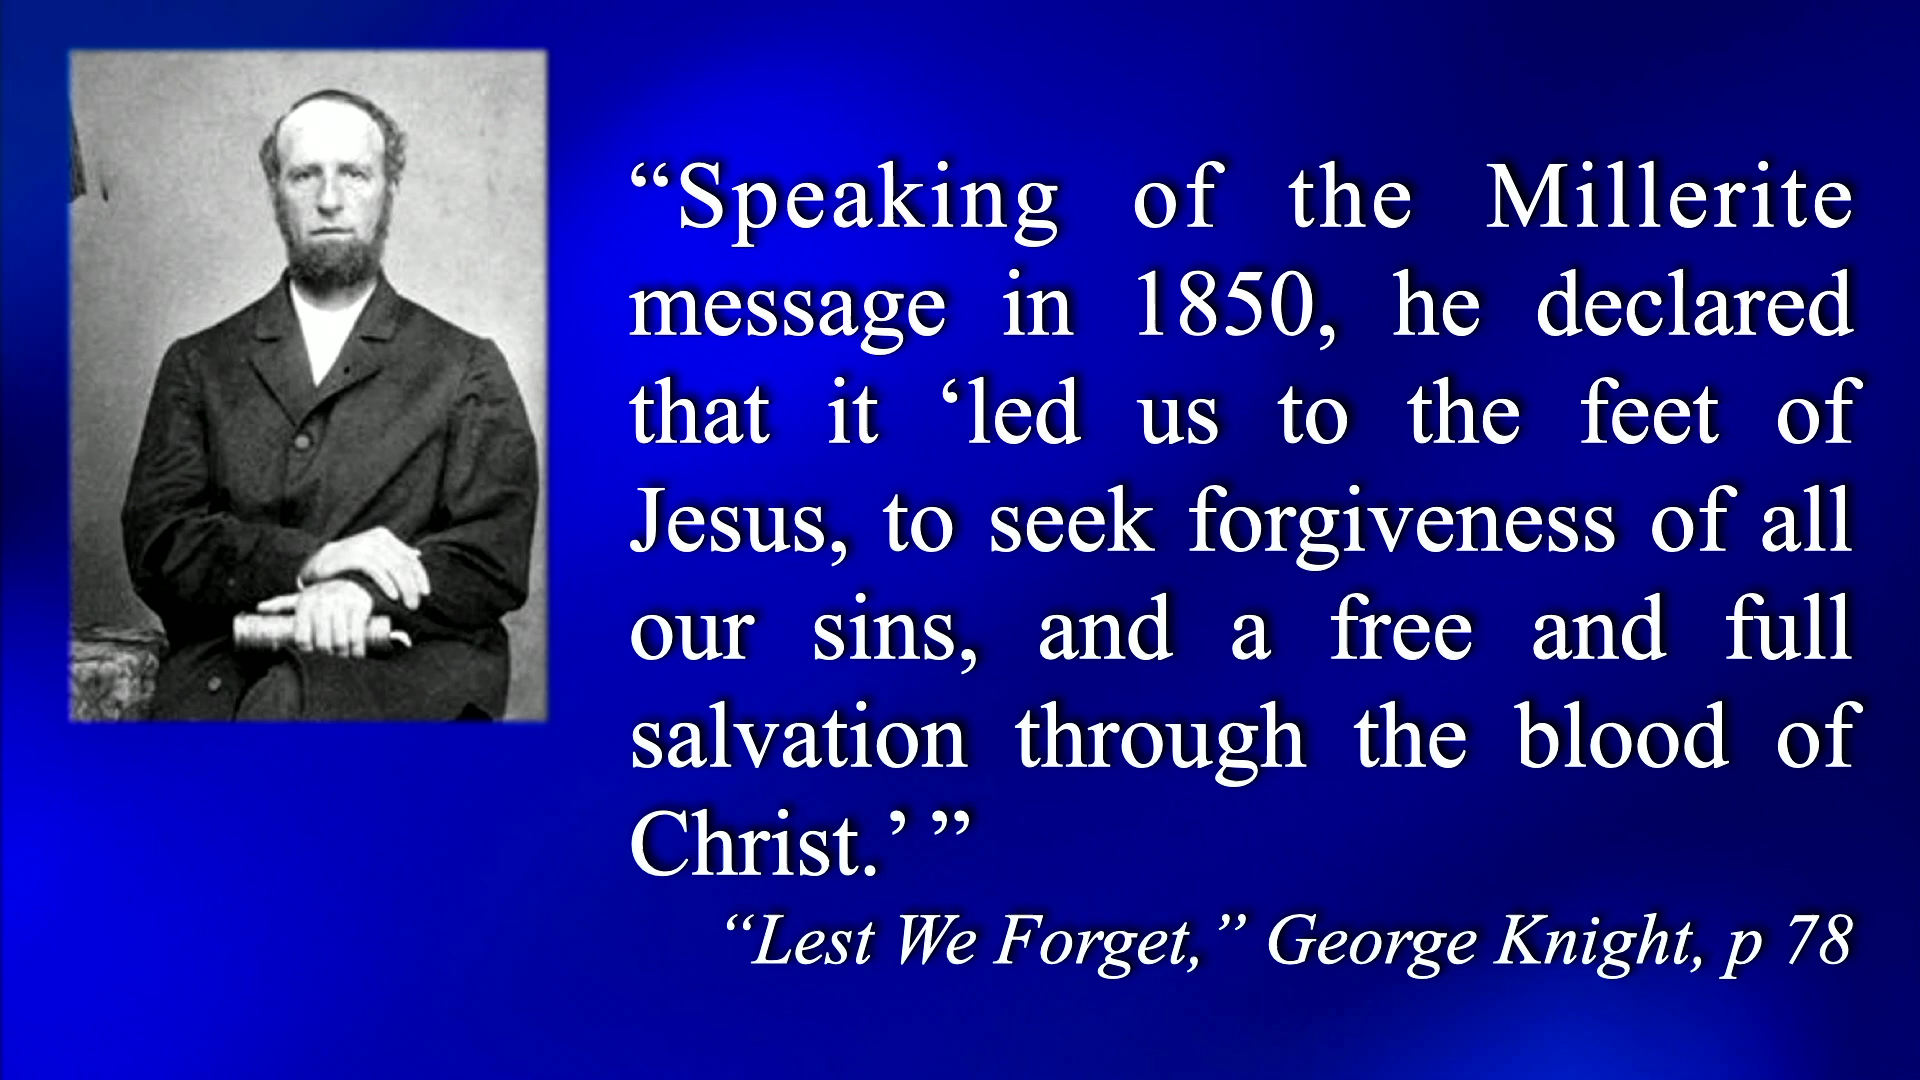 “Speaking of the Millerite
message in 1850, he declared
that it ‘led us to the feet of
Jesus, to seek forgiveness of all
our sins, and a free and full
salvation through the blood of
Christ.’ ”
“Lest We Forget,” George Knight, p 78